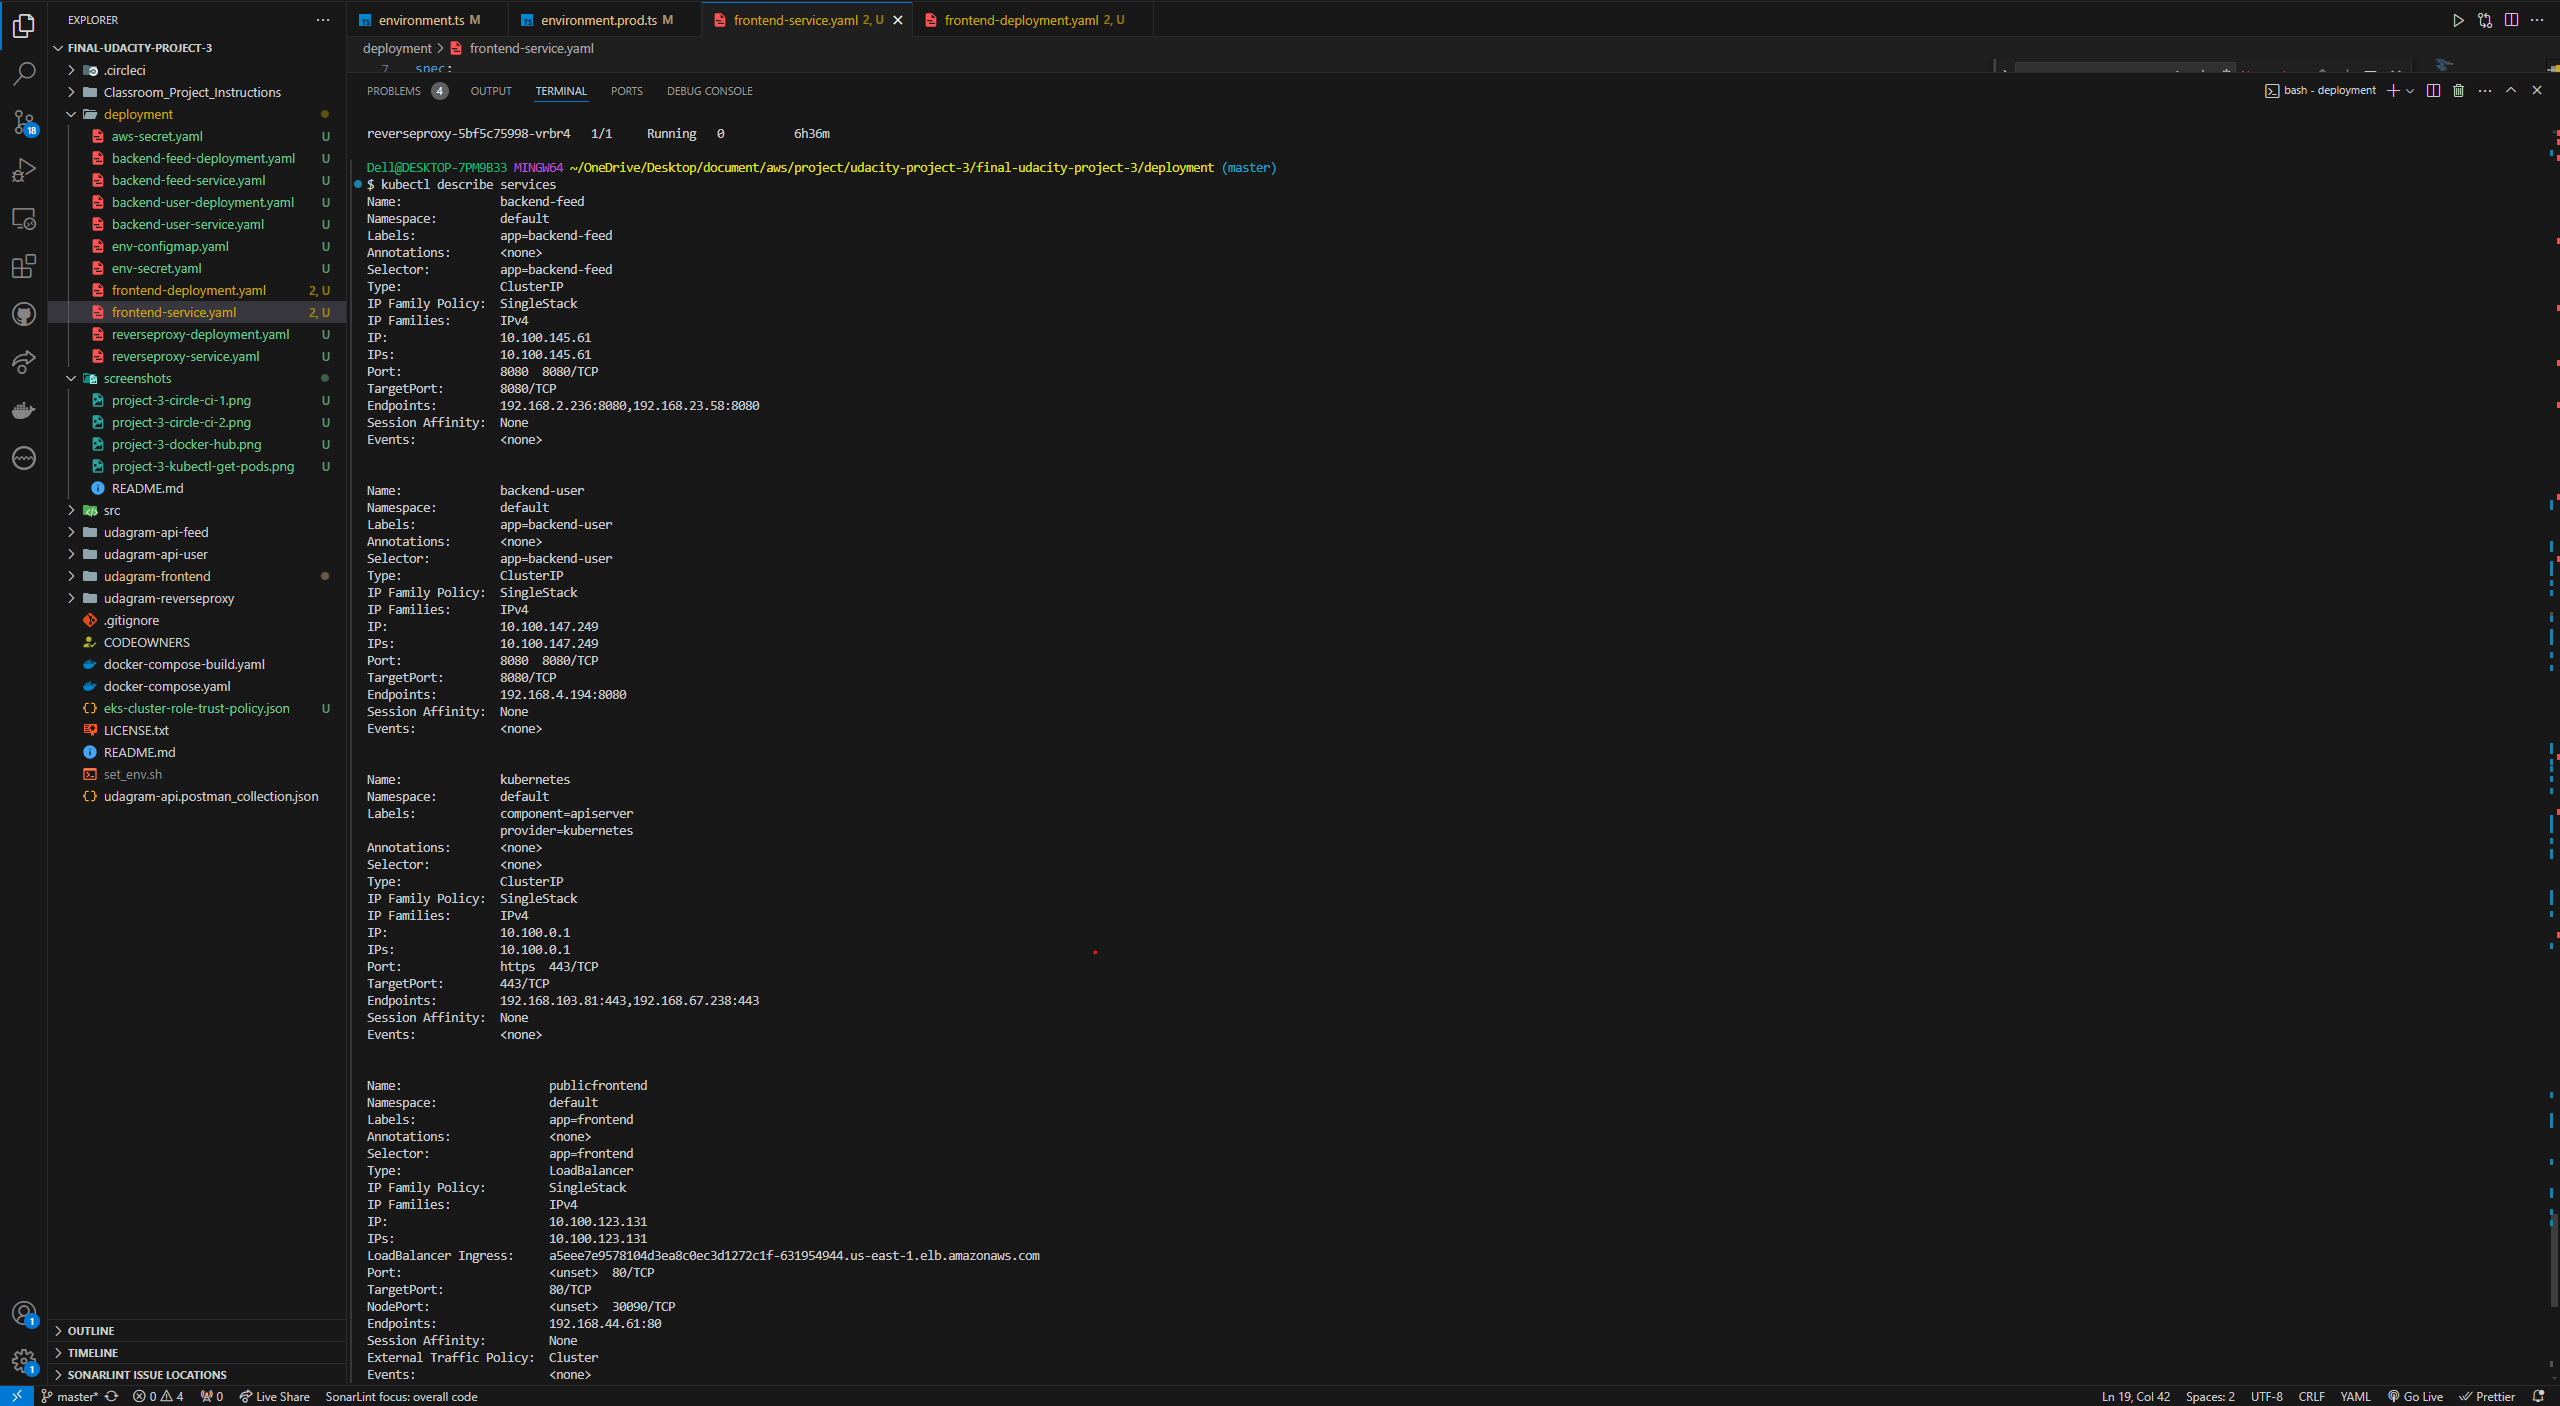 EXPLORER
FINAL-UDACITY-PROJECT-3
.circleci
Classroom_Project_Instructions
deployment
aws-secret.yaml U
backend-feed-deployment.yaml U
backend-feed-service.yaml U
backend-user-deployment.yaml U
backend-user-service.yaml U
env-configmap.yaml U
env-secret.yaml U
frontend-deployment.yaml 2, U
frontend-service.yaml 2, U
reverseproxy-deployment.yaml U
reverseproxy-service.yaml U
screenshots
project-3-circle-ci-1.png U
project-3-circle-ci-2.png U
project-3-docker-hub.png U
project-3-kubectl-get-pods.png U
README.md
src
udagram-api-feed
udagram-api-user
udagram-frontend
udagram-reverseproxy
.gitignore
CODEOWNERS
docker-compose-build.yaml
docker-compose.yaml
eks-cluster-role-trust-policy.json U
LICENSE.txt
README.md
set_env.sh
udagram-api.postman_collection.json
OUTLINE
TIMELINE
SONARLINT ISSUE LOCATIONS
18
1
1
environment.ts M environment.prod.ts M frontend-service.yaml 2, U frontend-deployment.yaml 2, U
deployment > frontend-service.yaml
7 spec:
PROBLEMS 4 OUTPUT TERMINAL PORTS DEBUG CONSOLE bash - deployment
reverseproxy-5bf5c75998-vrbr4 1/1 Running 0 6h36m
Dell@DESKTOP-7PM9B33 MINGW64 ~/OneDrive/Desktop/document/aws/project/udacity-project-3/final-udacity-project-3/deployment (master)
$ kubectl describe services
Name: backend-feed
Namespace: default
Labels: app=backend-feed
Annotations: <none>
Selector: app=backend-feed
Type: ClusterIP
IP Family Policy: SingleStack
IP Families: IPv4
IP: 10.100.145.61
IPs: 10.100.145.61
Port: 8080 8080/TCP
TargetPort: 8080/TCP
Endpoints: 192.168.2.236:8080,192.168.23.58:8080
Session Affinity: None
Events: <none>
Name: backend-user
Namespace: default
Labels: app=backend-user
Annotations: <none>
Selector: app=backend-user
Type: ClusterIP
IP Family Policy: SingleStack
IP Families: IPv4
IP: 10.100.147.249
IPs: 10.100.147.249
Port: 8080 8080/TCP
TargetPort: 8080/TCP
Endpoints: 192.168.4.194:8080
Session Affinity: None
Events: <none>
Name: kubernetes
Namespace: default
Labels: component=apiserver
provider=kubernetes
Annotations: <none>
Selector: <none>
Type: ClusterIP
IP Family Policy: SingleStack
IP Families: IPv4
IP: 10.100.0.1
IPs: 10.100.0.1
Port: https 443/TCP
TargetPort: 443/TCP
Endpoints: 192.168.103.81:443,192.168.67.238:443
Session Affinity: None
Events: <none>
Name: publicfrontend
Namespace: default
Labels: app=frontend
Annotations: <none>
Selector: app=frontend
Type: LoadBalancer
IP Family Policy: SingleStack
IP Families: IPv4
IP: 10.100.123.131
IPs: 10.100.123.131
LoadBalancer Ingress: a5eee7e9578104d3ea8c0ec3d1272c1f-631954944.us-east-1.elb.amazonaws.com
Port: <unset> 80/TCP
TargetPort: 80/TCP
NodePort: <unset> 30090/TCP
Endpoints: 192.168.44.61:80
Session Affinity: None
External Traffic Policy: Cluster
Events: <none>
master* 0 4 0 Live Share SonarLint focus: overall code Ln 19, Col 42 Spaces: 2 UTF-8 CRLF YAML Go Live Prettier